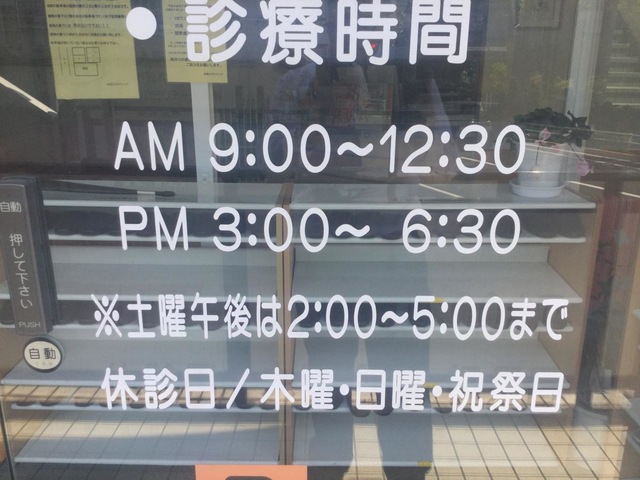 ●診療時間
AM 9:00～12:30
PM 3:00～ 6:30
※土曜午後は2:00～5:00まで
休診日/木曜・日曜・祝祭日
自動
押して下さい
PUSH
自動